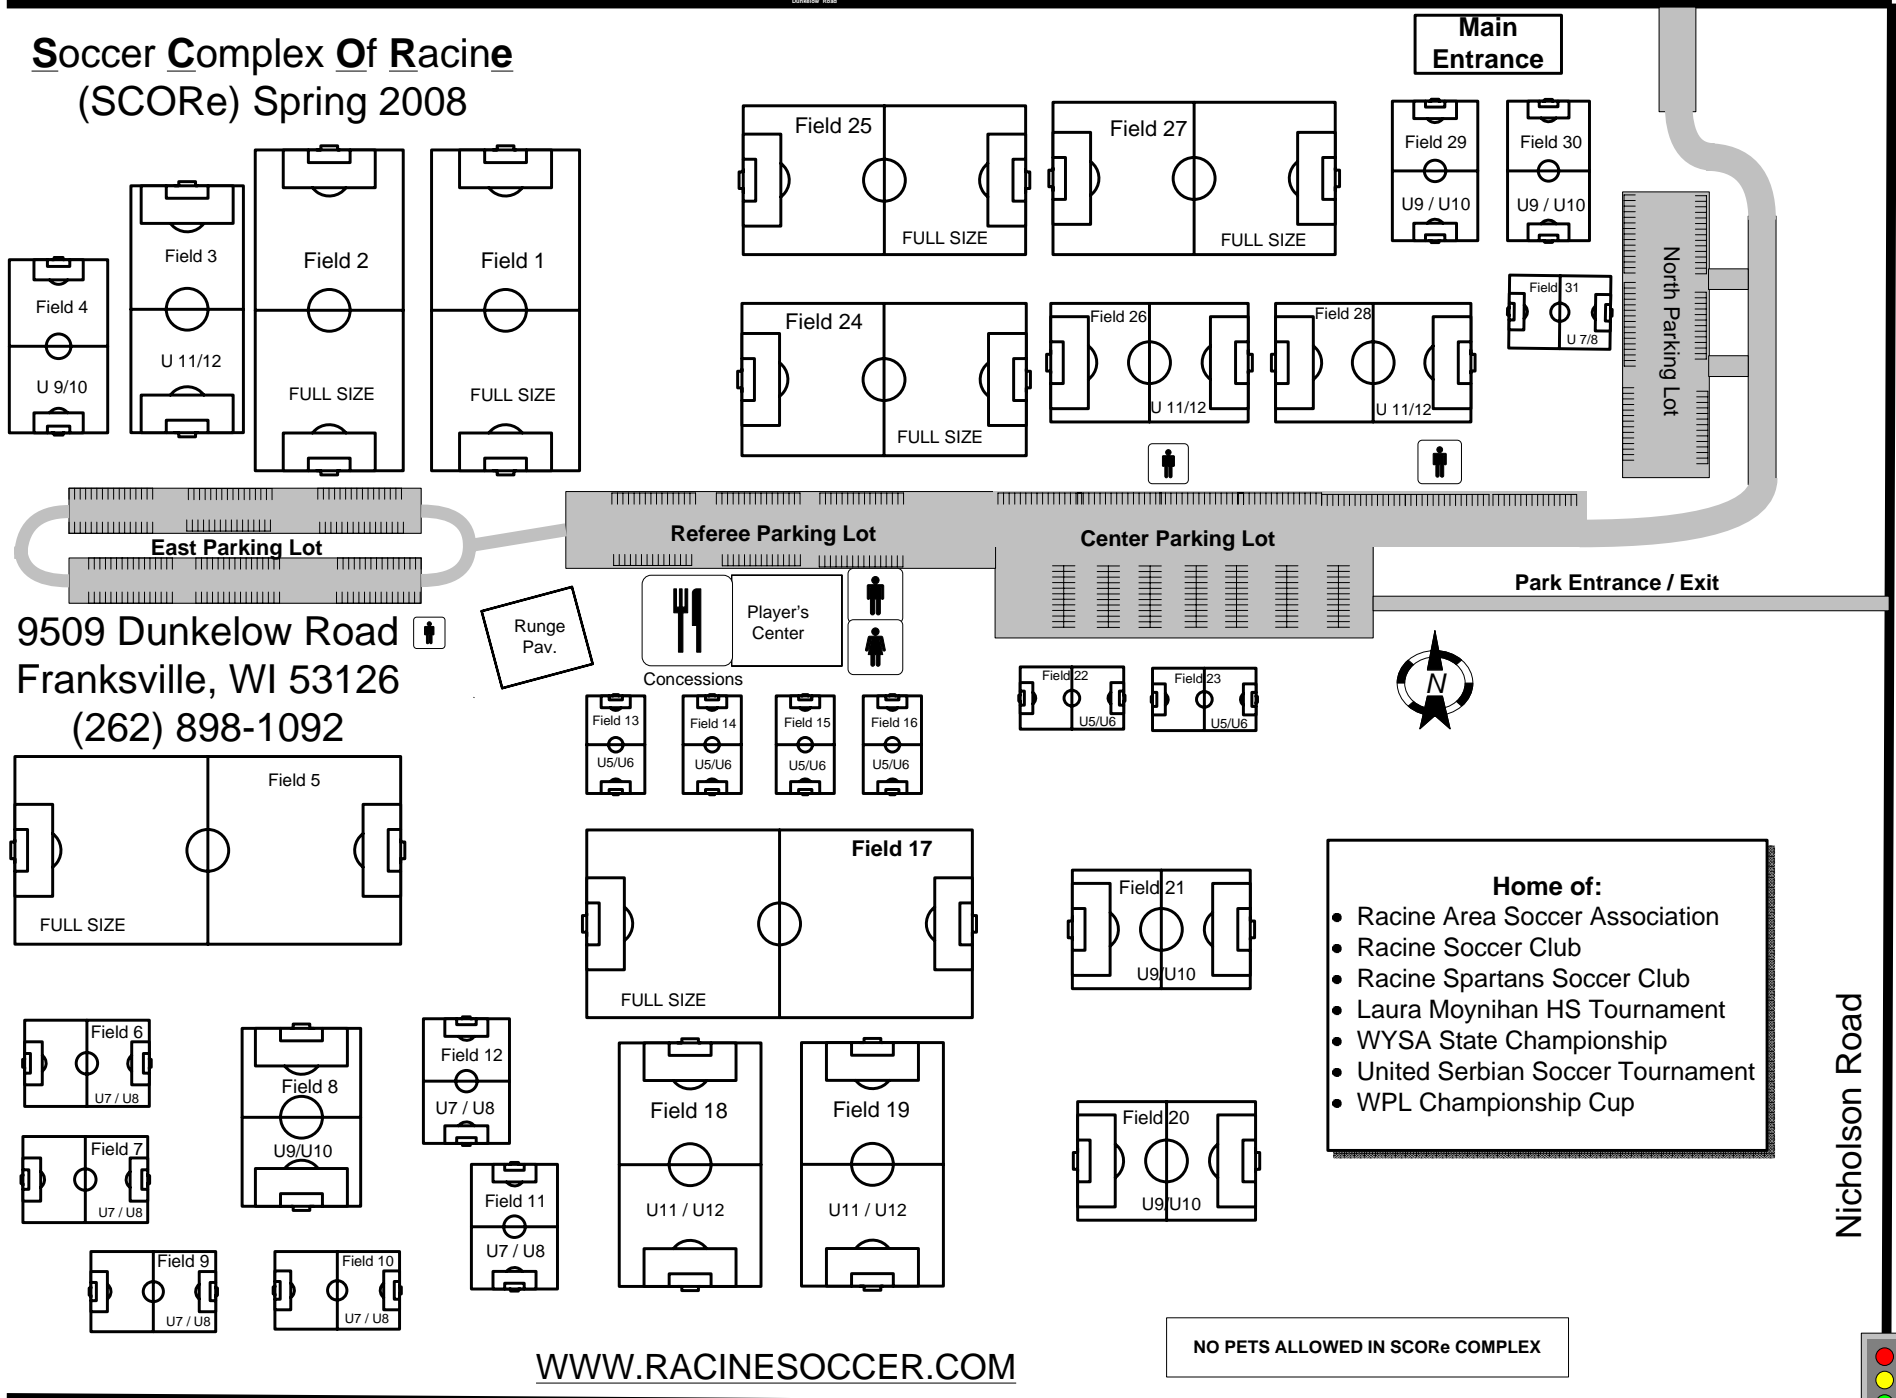 Dunkelow Road
Soccer Complex Of Racine
(SCORe) Spring 2008
Main
Entrance
Field 25
FULL SIZE
Field 27
FULL SIZE
Field 29
U9 / U10
Field 30
U9 / U10
Field 4
U 9/10
Field 3
U 11/12
Field 2
FULL SIZE
Field 1
FULL SIZE
Field 24
FULL SIZE
Field 26
U 11/12
Field 28
U 11/12
Field 31
U 7/8
North Parking Lot
East Parking Lot
Referee Parking Lot
Center Parking Lot
Park Entrance / Exit
9509 Dunkelow Road
Franksville, WI 53126
(262) 898-1092
Runge
Pav.
Concessions
Player's
Center
N
Field 13
U5/U6
Field 14
U5/U6
Field 15
U5/U6
Field 16
U5/U6
Field 22
U5/U6
Field 23
U5/U6
Field 5
FULL SIZE
Field 17
FULL SIZE
Field 21
U9/U10
Home of:
• Racine Area Soccer Association
• Racine Soccer Club
• Racine Spartans Soccer Club
• Laura Moynihan HS Tournament
• WYSA State Championship
• United Serbian Soccer Tournament
• WPL Championship Cup
Nicholson Road
Field 6
U7 / U8
Field 7
U7 / U8
Field 8
U9/U10
Field 12
U7 / U8
Field 11
U7 / U8
Field 18
U11 / U12
Field 19
U11 / U12
Field 20
U9/U10
Field 9
U7 / U8
Field 10
U7 / U8
WWW.RACINESOCCER.COM
NO PETS ALLOWED IN SCORe COMPLEX